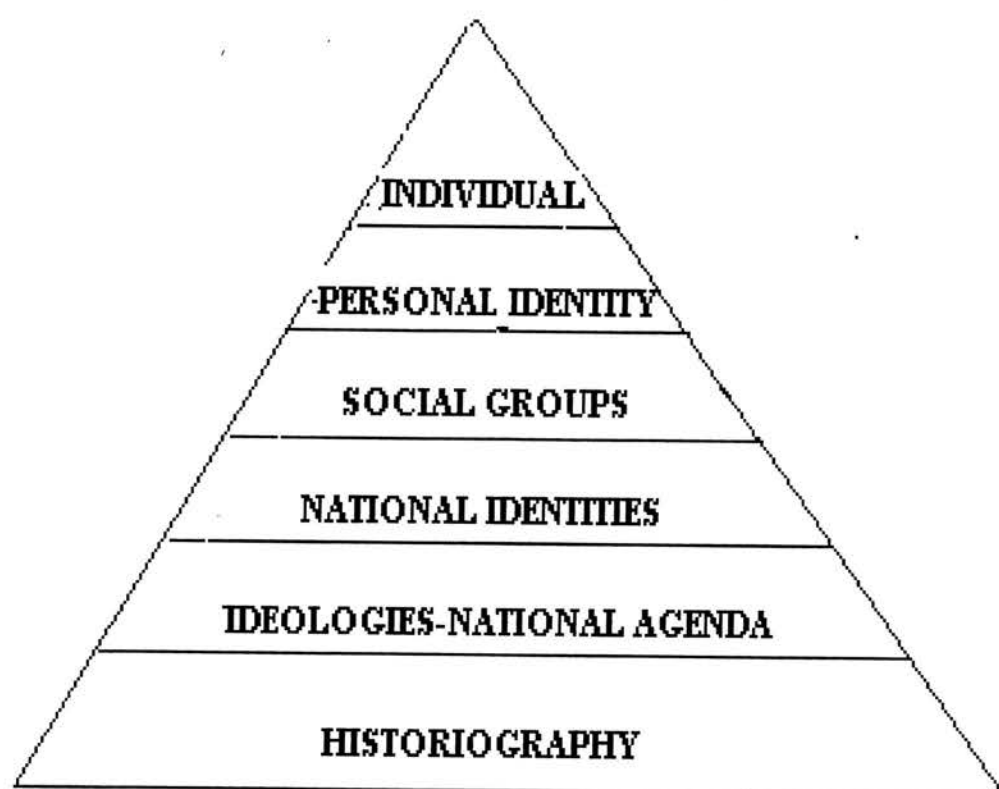 INDIVIDUAL
-PERSONAL IDENTITY
SOCIAL GROUPS
NATIONAL IDENTITIES
IDEOLOGIES-NATIONAL AGENDA
HISTORIOGRAPHY